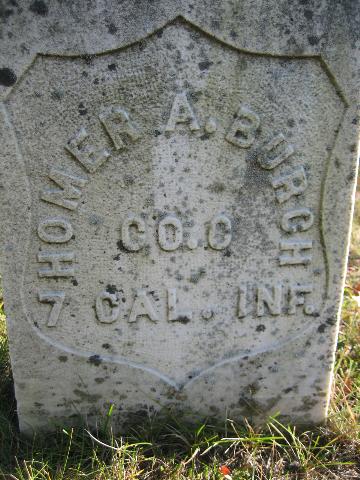 HOMER A. BURCH
CO. C
7 CAL. INF.